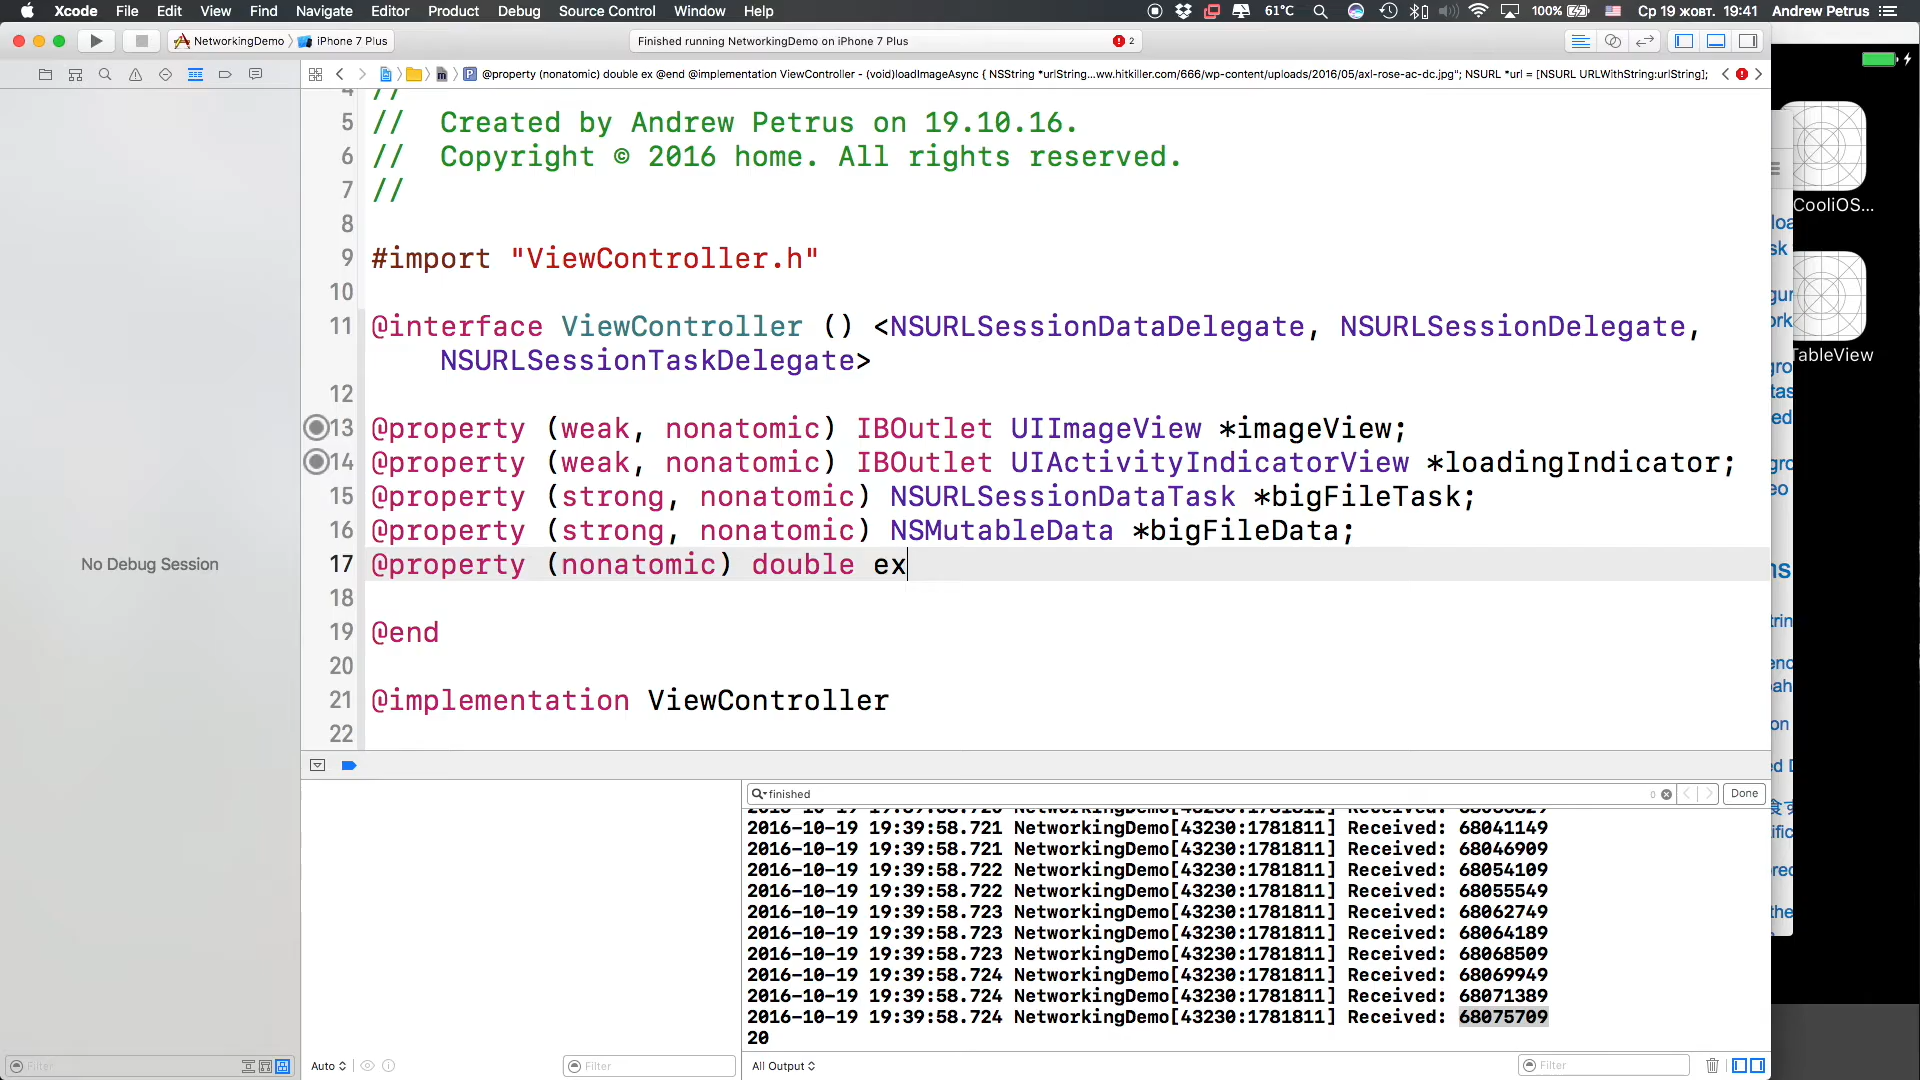 Xcode File Edit View Find Navigate Editor Product Debug Source Control Window Help 61°C 100% Ср 19 жовт. 19:41 Andrew Petrus
NetworkingDemo iPhone 7 Plus Finished running NetworkingDemo on iPhone 7 Plus 2
@property (nonatomic) double ex @end @implementation ViewController - (void)loadImageAsync { NSString *urlString...ww.hitkiller.com/666/wp-content/uploads/2016/05/axl-rose-ac-dc.jpg"; NSURL *url = [NSURL URLWithString:urlString];
4 //
5 // Created by Andrew Petrus on 19.10.16.
6 // Copyright © 2016 home. All rights reserved.
7 //
8
9 #import "ViewController.h"
10
11 @interface ViewController () <NSURLSessionDataDelegate, NSURLSessionDelegate,
NSURLSessionTaskDelegate>
12
13 @property (weak, nonatomic) IBOutlet UIImageView *imageView;
14 @property (weak, nonatomic) IBOutlet UIActivityIndicatorView *loadingIndicator;
15 @property (strong, nonatomic) NSURLSessionDataTask *bigFileTask;
16 @property (strong, nonatomic) NSMutableData *bigFileData;
17 @property (nonatomic) double ex
18
19 @end
20
21 @implementation ViewController
22
No Debug Session
CooliOS...
TableView
finished 0 Done
2016-10-19 19:39:58.721 NetworkingDemo[43230:1781811] Received: 68041149
2016-10-19 19:39:58.721 NetworkingDemo[43230:1781811] Received: 68046909
2016-10-19 19:39:58.722 NetworkingDemo[43230:1781811] Received: 68054109
2016-10-19 19:39:58.722 NetworkingDemo[43230:1781811] Received: 68055549
2016-10-19 19:39:58.723 NetworkingDemo[43230:1781811] Received: 68062749
2016-10-19 19:39:58.723 NetworkingDemo[43230:1781811] Received: 68064189
2016-10-19 19:39:58.723 NetworkingDemo[43230:1781811] Received: 68068509
2016-10-19 19:39:58.724 NetworkingDemo[43230:1781811] Received: 68069949
2016-10-19 19:39:58.724 NetworkingDemo[43230:1781811] Received: 68071389
2016-10-19 19:39:58.724 NetworkingDemo[43230:1781811] Received: 68075709
20
Filter Auto Filter All Output Filter